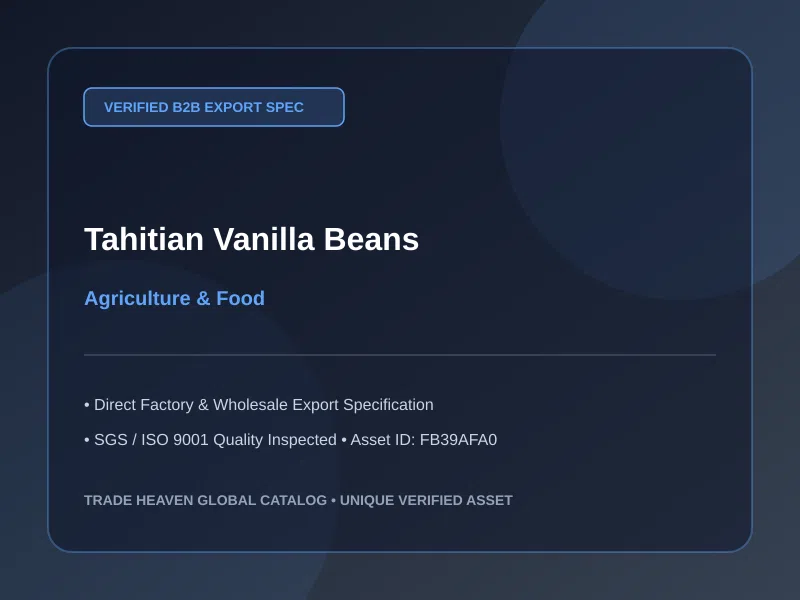 VERIFIED B2B EXPORT SPEC
Tahitian Vanilla Beans
Agriculture & Food
• Direct Factory & Wholesale Export Specification
• SGS / ISO 9001 Quality Inspected • Asset ID: FB39AFA0
TRADE HEAVEN GLOBAL CATALOG • UNIQUE VERIFIED ASSET